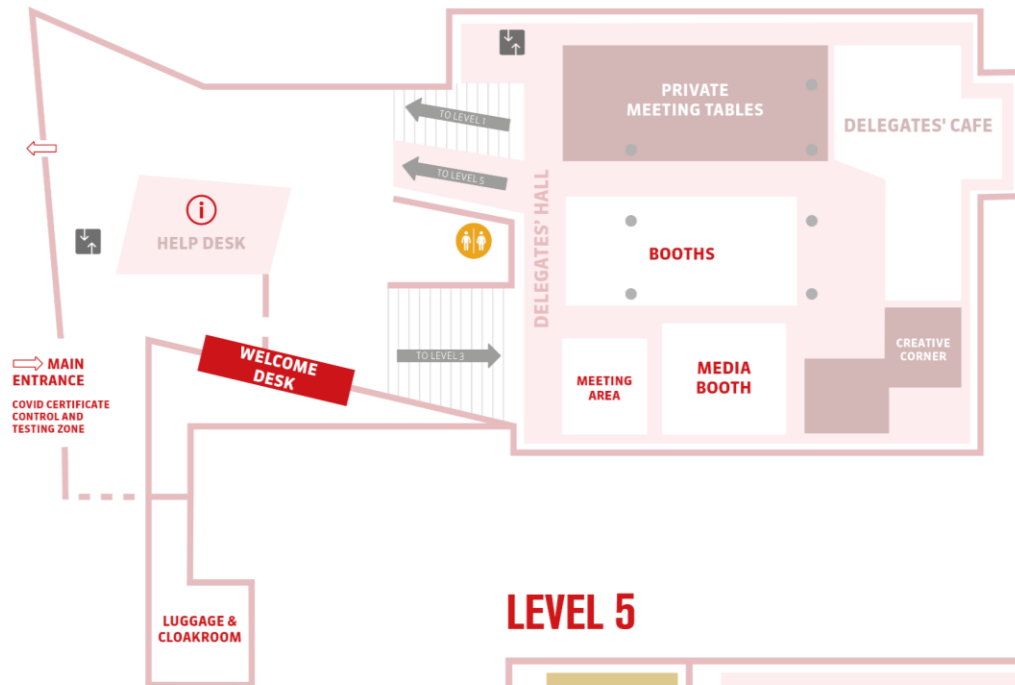 PRIVATE
MEETING TABLES
TO LEVEL 1
DELEGATES' CAFE
TO LEVEL 5
DELEGATES' HALL
i
HELP DESK
BOOTHS
WELCOME
DESK
TO LEVEL 3
CREATIVE
CORNER
MAIN
ENTRANCE
COVID CERTIFICATE
CONTROL AND
TESTING ZONE
MEETING
AREA
MEDIA
BOOTH
LUGGAGE &
CLOAKROOM
LEVEL 5